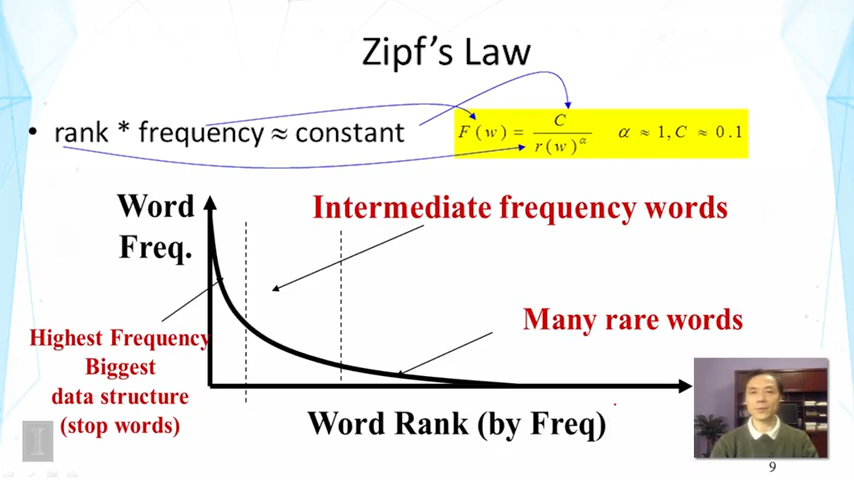 Zipf's Law
• rank * frequency ≈ constant
F(w) = C / r(w)^α   α ≈ 1, C ≈ 0.1
Word
Freq.
Intermediate frequency words
Many rare words
Highest Frequency
Biggest
data structure
(stop words)
Word Rank (by Freq)
I
9